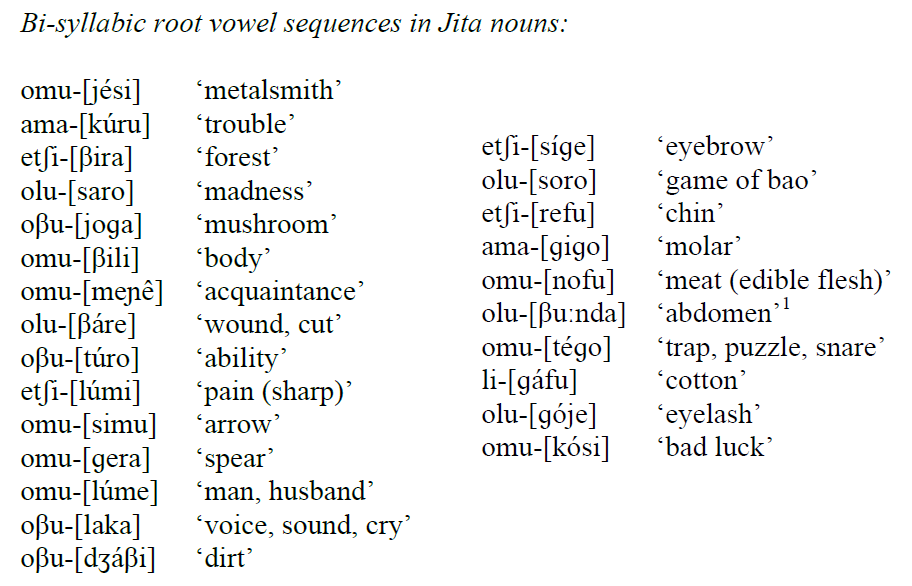 Bi-syllabic root vowel sequences in Jita nouns:
omu-[jési] ‘metalsmith’
ama-[kúru] ‘trouble’
etʃi-[βira] ‘forest’
olu-[saro] ‘madness’
oβu-[joga] ‘mushroom’
omu-[βili] ‘body’
omu-[meɲê] ‘acquaintance’
olu-[βáre] ‘wound, cut’
oβu-[túro] ‘ability’
etʃi-[lúmi] ‘pain (sharp)’
omu-[simu] ‘arrow’
omu-[gera] ‘spear’
omu-[lúme] ‘man, husband’
oβu-[laka] ‘voice, sound, cry’
oβu-[dʒáβi] ‘dirt’
etʃi-[síge] ‘eyebrow’
olu-[soro] ‘game of bao’
etʃi-[refu] ‘chin’
ama-[gigo] ‘molar’
omu-[nofu] ‘meat (edible flesh)’
olu-[βu:nda] ‘abdomen’¹
omu-[tégo] ‘trap, puzzle, snare’
li-[gáfu] ‘cotton’
olu-[góje] ‘eyelash’
omu-[kósi] ‘bad luck’